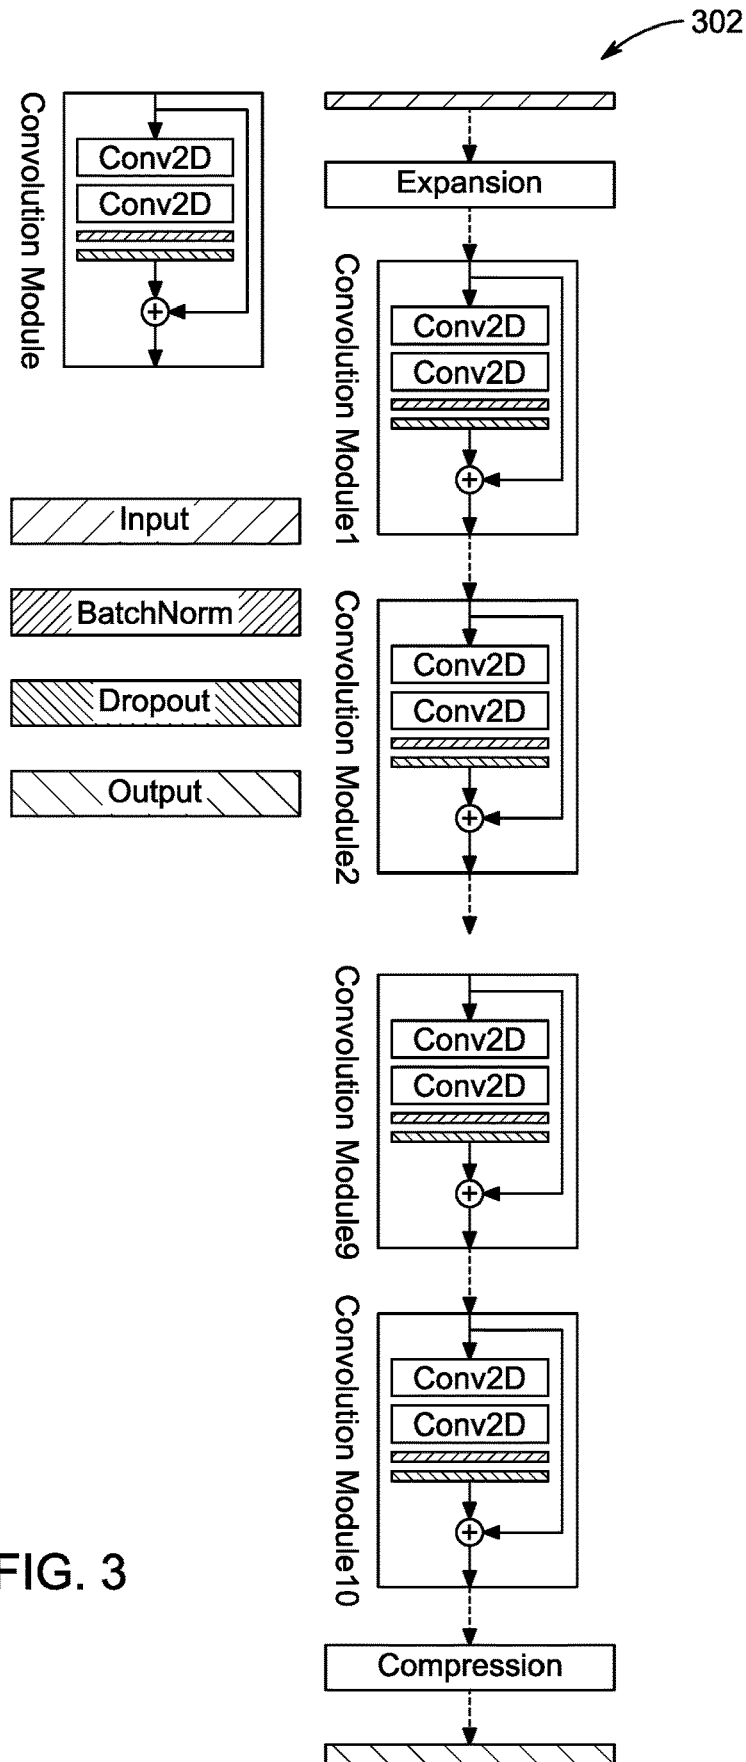 302
Convolution Module
Conv2D
Conv2D
+
Input
BatchNorm
Dropout
Output
Expansion
Convolution Module1
Conv2D
Conv2D
+
Convolution Module2
Conv2D
Conv2D
+
Convolution Module9
Conv2D
Conv2D
+
Convolution Module10
Conv2D
Conv2D
+
Compression
FIG. 3